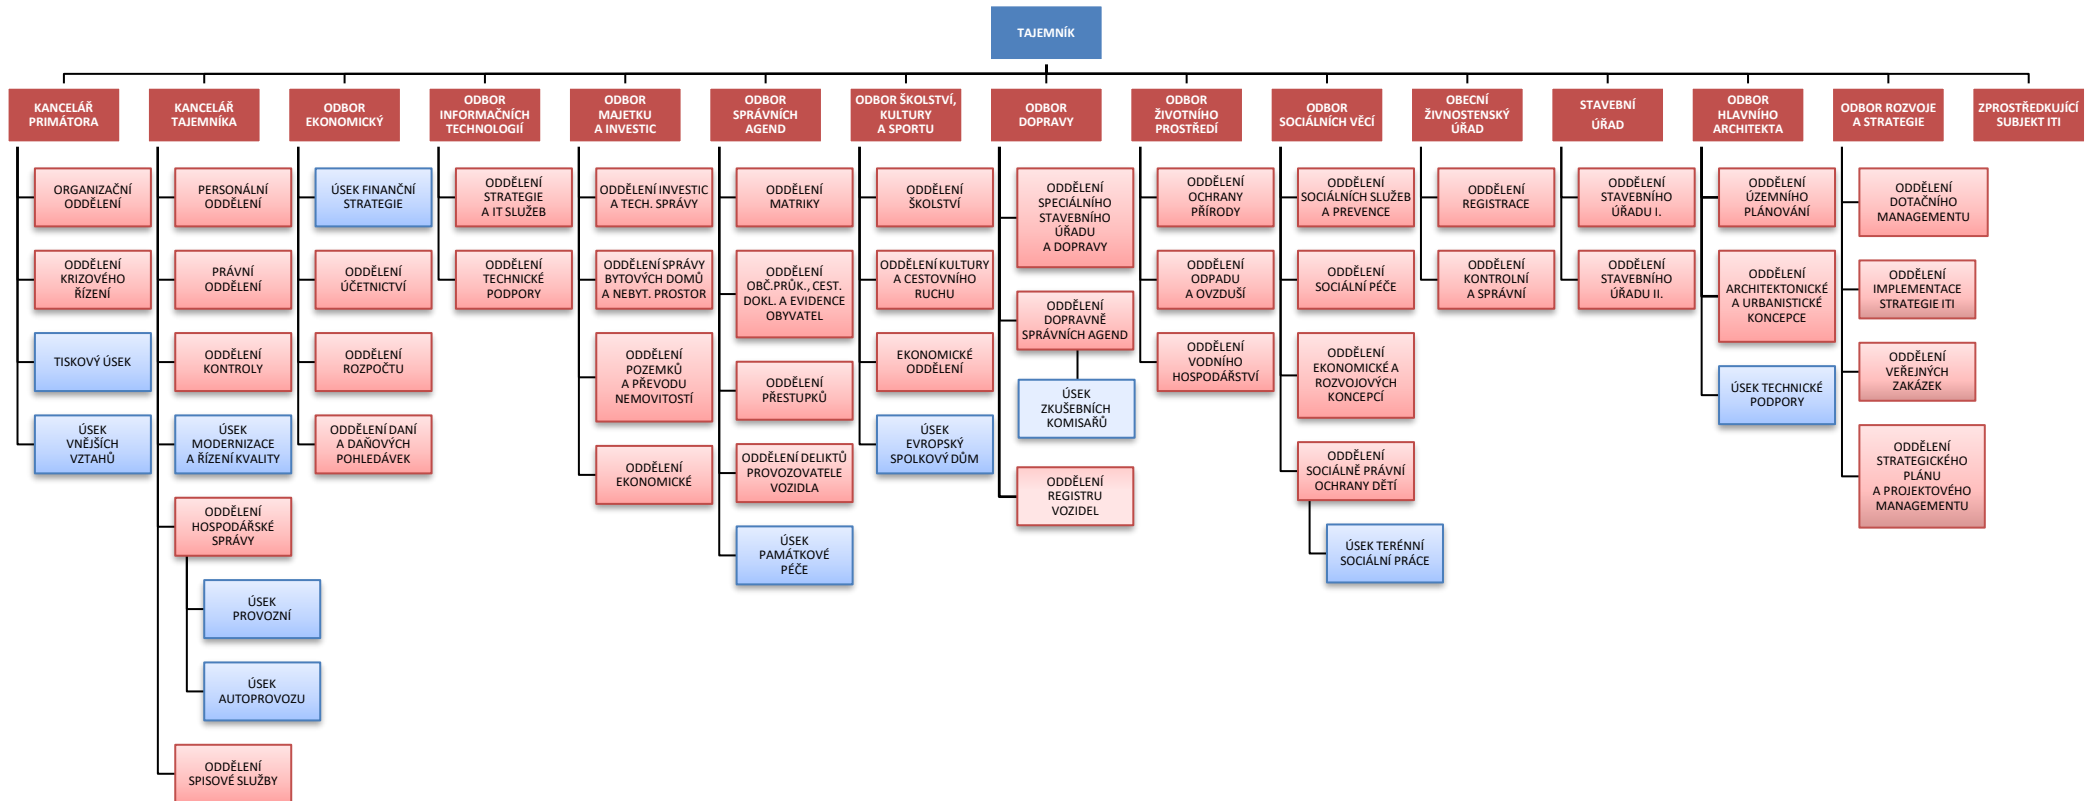 TAJEMNÍK
KANCELÁŘ
PRIMÁTORA
ORGANIZAČNÍ
ODDĚLENÍ
ODDĚLENÍ
KRIZOVÉHO
ŘÍZENÍ
TISKOVÝ ÚSEK
ÚSEK
VNĚJŠÍCH
VZTAHŮ
KANCELÁŘ
TAJEMNÍKA
PERSONÁLNÍ
ODDĚLENÍ
PRÁVNÍ
ODDĚLENÍ
ODDĚLENÍ
KONTROLY
ÚSEK
MODERNIZACE
A ŘÍZENÍ KVALITY
ODDĚLENÍ
HOSPODÁŘSKÉ
SPRÁVY
ÚSEK
PROVOZNÍ
ÚSEK
AUTOPROVOZU
ODDĚLENÍ
SPISOVÉ SLUŽBY
ODBOR
EKONOMICKÝ
ÚSEK FINANČNÍ
STRATEGIE
ODDĚLENÍ
ÚČETNICTVÍ
ODDĚLENÍ
ROZPOČTU
ODDĚLENÍ DANÍ
A DAŇOVÝCH
POHLEDÁVEK
ODBOR
INFORMAČNÍCH
TECHNOLOGIÍ
ODDĚLENÍ
STRATEGIE
A IT SLUŽEB
ODDĚLENÍ
TECHNICKÉ
PODPORY
ODBOR
MAJETKU
A INVESTIC
ODDĚLENÍ INVESTIC
A TECH. SPRÁVY
ODDĚLENÍ SPRÁVY
BYTOVÝCH DOMŮ
A NEBYT. PROSTOR
ODDĚLENÍ
POZEMKŮ
A PŘEVODU
NEMOVITOSTÍ
ODDĚLENÍ
EKONOMICKÉ
ODBOR
SPRÁVNÍCH
AGEND
ODDĚLENÍ
MATRIKY
ODDĚLENÍ
OBČ.PRŮK., CEST.
DOKL. A EVIDENCE
OBYVATEL
ODDĚLENÍ
PŘESTUPKŮ
ODDĚLENÍ DELIKTŮ
PROVOZOVATELE
VOZIDLA
ÚSEK
PAMÁTKOVÉ
PÉČE
ODBOR ŠKOLSTVÍ,
KULTURY
A SPORTU
ODDĚLENÍ
ŠKOLSTVÍ
ODDĚLENÍ KULTURY
A CESTOVNÍHO
RUCHU
EKONOMICKÉ
ODDĚLENÍ
ÚSEK
EVROPSKÝ
SPOLKOVÝ DŮM
ODBOR
DOPRAVY
ODDĚLENÍ
SPECIÁLNÍHO
STAVEBNÍHO
ÚŘADU
A DOPRAVY
ODDĚLENÍ
DOPRAVNĚ
SPRÁVNÍCH AGEND
ÚSEK
ZKUŠEBNÍCH
KOMISAŘŮ
ODDĚLENÍ
REGISTRU
VOZIDEL
ODBOR
ŽIVOTNÍHO
PROSTŘEDÍ
ODDĚLENÍ
OCHRANY
PŘÍRODY
ODDĚLENÍ
ODPADU
A OVZDUŠÍ
ODDĚLENÍ
VODNÍHO
HOSPODÁŘSTVÍ
ODBOR
SOCIÁLNÍCH VĚCÍ
ODDĚLENÍ
SOCIÁLNÍCH SLUŽEB
A PREVENCE
ODDĚLENÍ
SOCIÁLNÍ PÉČE
ODDĚLENÍ
EKONOMICKÉ A
ROZVOJOVÝCH
KONCEPCÍ
ODDĚLENÍ
SOCIÁLNĚ PRÁVNÍ
OCHRANY DĚTÍ
ÚSEK TERÉNNÍ
SOCIÁLNÍ PRÁCE
OBECNÍ
ŽIVNOSTENSKÝ
ÚŘAD
ODDĚLENÍ
REGISTRACE
ODDĚLENÍ
KONTROLNÍ
A SPRÁVNÍ
STAVEBNÍ
ÚŘAD
ODDĚLENÍ
STAVEBNÍHO
ÚŘADU I.
ODDĚLENÍ
STAVEBNÍHO
ÚŘADU II.
ODBOR
HLAVNÍHO
ARCHITEKTA
ODDĚLENÍ
ÚZEMNÍHO
PLÁNOVÁNÍ
ODDĚLENÍ
ARCHITEKTONICKÉ
A URBANISTICKÉ
KONCEPCE
ÚSEK TECHNICKÉ
PODPORY
ODBOR ROZVOJE
A STRATEGIE
ODDĚLENÍ
DOTAČNÍHO
MANAGEMENTU
ODDĚLENÍ
IMPLEMENTACE
STRATEGIE ITI
ODDĚLENÍ
VEŘEJNÝCH
ZAKÁZEK
ODDĚLENÍ
STRATEGICKÉHO
PLÁNU
A PROJEKTOVÉHO
MANAGEMENTU
ZPROSTŘEDKUJÍCÍ
SUBJEKT ITI